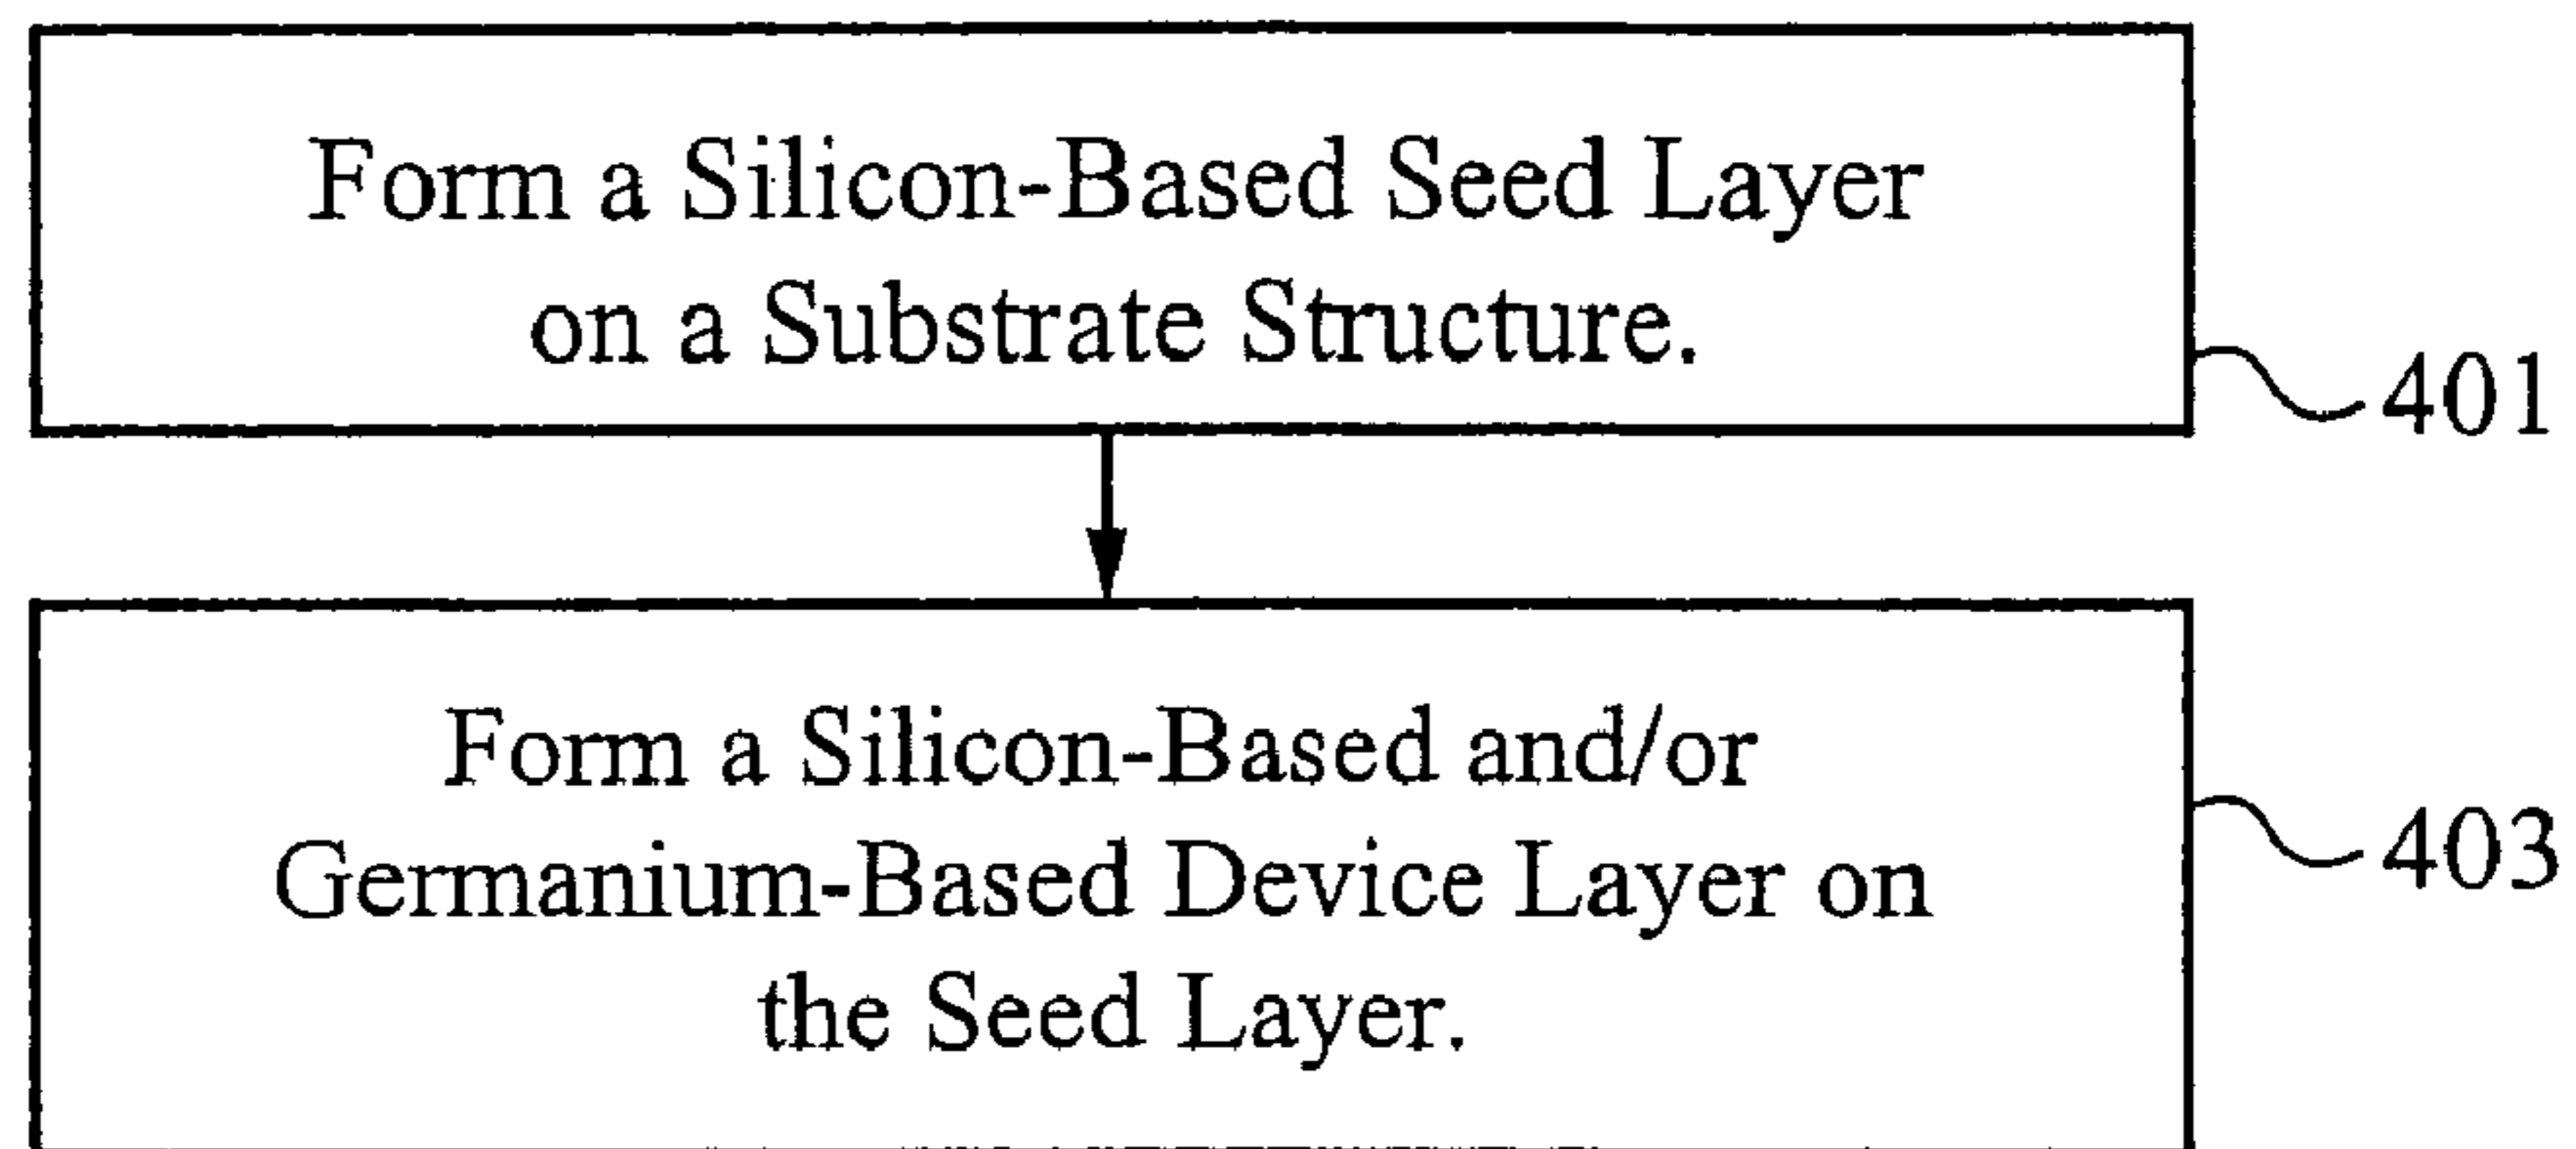 Form a Silicon-Based Seed Layer
on a Substrate Structure.
401
Form a Silicon-Based and/or
Germanium-Based Device Layer on
the Seed Layer.
403